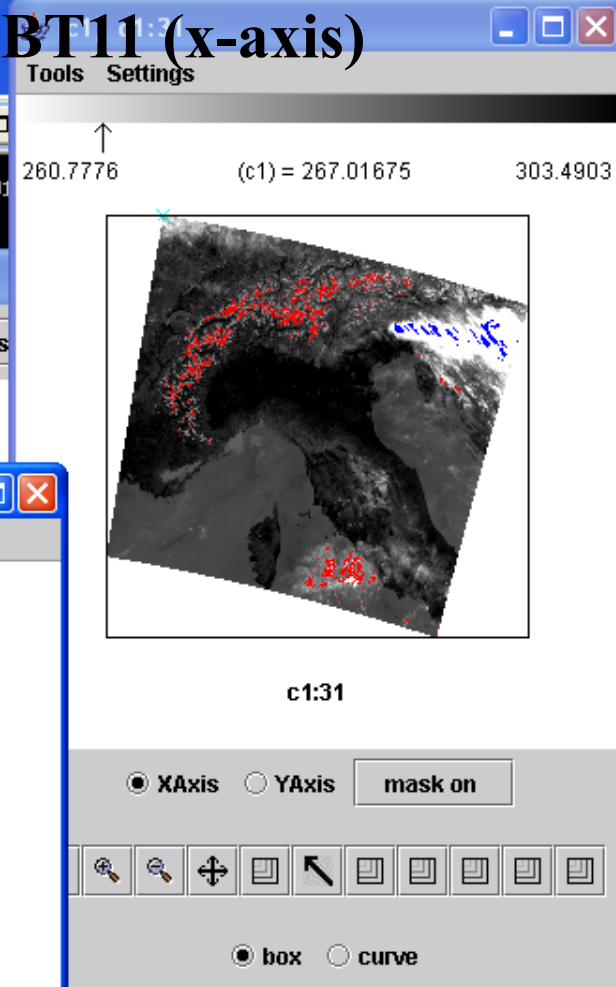 BT11 (x-axis)
Tools Settings
260.7776 (c1) = 267.01675 303.4903
c1:31
XAxis YAxis mask on
box curve